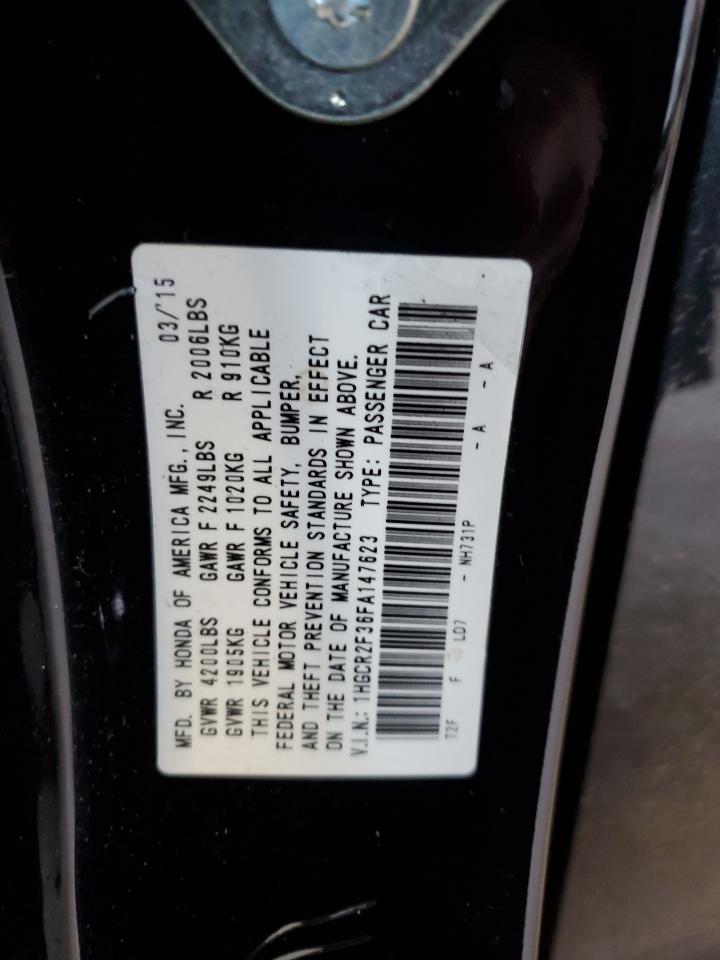 MFD. BY HONDA OF AMERICA MFG., INC. 03/'15
GVWR 4200LBS GAWR F 2249LBS R 2006LBS
GVWR 1905KG GAWR F 1020KG R 910KG
THIS VEHICLE CONFORMS TO ALL APPLICABLE
FEDERAL MOTOR VEHICLE SAFETY, BUMPER,
AND THEFT PREVENTION STANDARDS IN EFFECT
ON THE DATE OF MANUFACTURE SHOWN ABOVE.
V.I.N.: 1HGCR2F36FA147623 TYPE: PASSENGER CAR
T2F F LD7 - NH731P - A - A